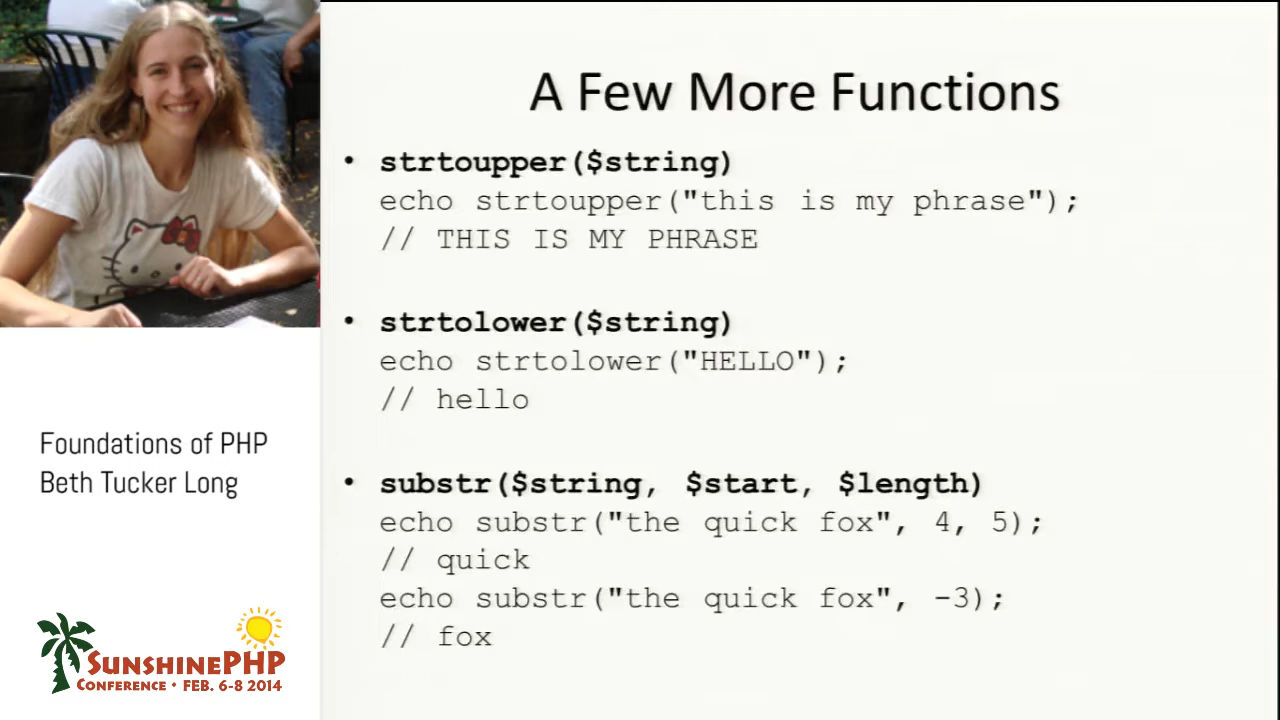 A Few More Functions
• strtoupper($string)
echo strtoupper("this is my phrase");
// THIS IS MY PHRASE
• strtolower($string)
echo strtolower("HELLO");
// hello
• substr($string, $start, $length)
echo substr("the quick fox", 4, 5);
// quick
echo substr("the quick fox", -3);
// fox
Foundations of PHP
Beth Tucker Long
SUNSHINEPHP
CONFERENCE • FEB. 6-8 2014